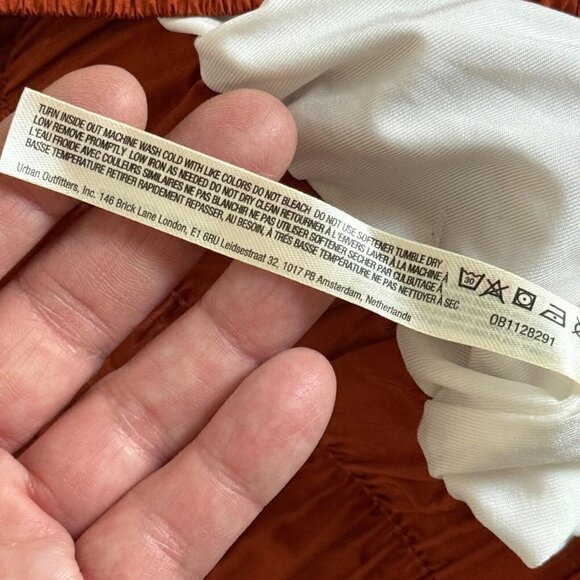 TURN INSIDE OUT MACHINE WASH COLD WITH LIKE COLORS DO NOT BLEACH DO NOT USE SOFTENER TUMBLE DRY
LOW REMOVE PROMPTLY LOW IRON AS NEEDED DO NOT DRY CLEAN RETOURNER À L'ENVERS LAVER À LA MACHINE À
L'EAU FROIDE AVEC COULEURS SIMILAIRES NE PAS BLANCHIR NE PAS UTILISER SOFTENER SECHER PAR CULBUTAGE À
BASSE TEMPÉRATURE RETIRER RAPIDEMENT REPASSER, AU BESOIN, À TRÉS BASSE TEMPÉRATURE NE PAS NETTOYER À SEC
Urban Outfitters, Inc. 146 Brick Lane London, E1 6RU Leidsestraat 32, 1017 PB Amsterdam, Netherlands
30
OB1128291